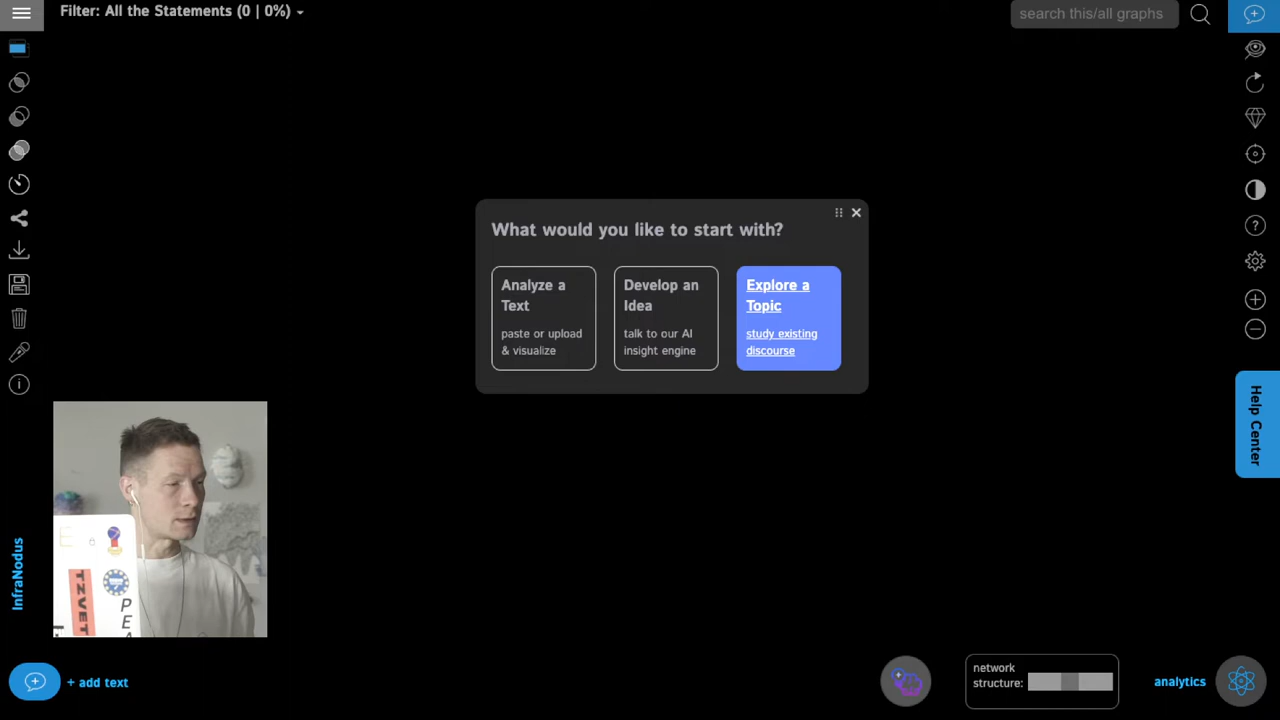 Filter: All the Statements (0 | 0%)
search this/all graphs
What would you like to start with?
Analyze a
Text
paste or upload
& visualize
Develop an
Idea
talk to our AI
insight engine
Explore a
Topic
study existing
discourse
Help Center
InfraNodus
E
TZVET
PEA
+ add text
network
structure:
analytics